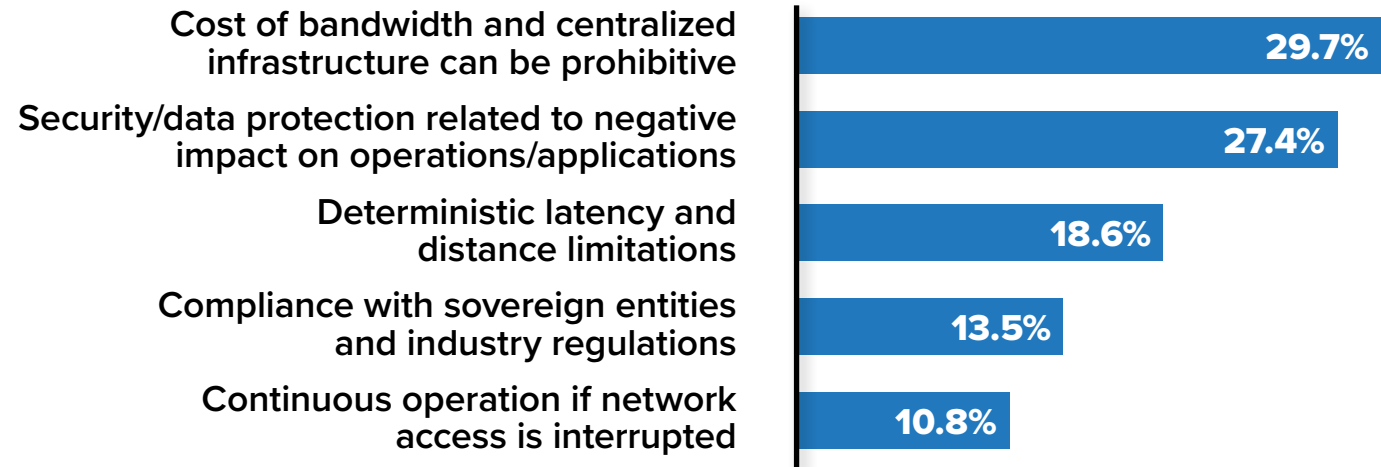 Cost of bandwidth and centralized
infrastructure can be prohibitive
29.7%
Security/data protection related to negative
impact on operations/applications
27.4%
Deterministic latency and
distance limitations
18.6%
Compliance with sovereign entities
and industry regulations
13.5%
Continuous operation if network
access is interrupted
10.8%